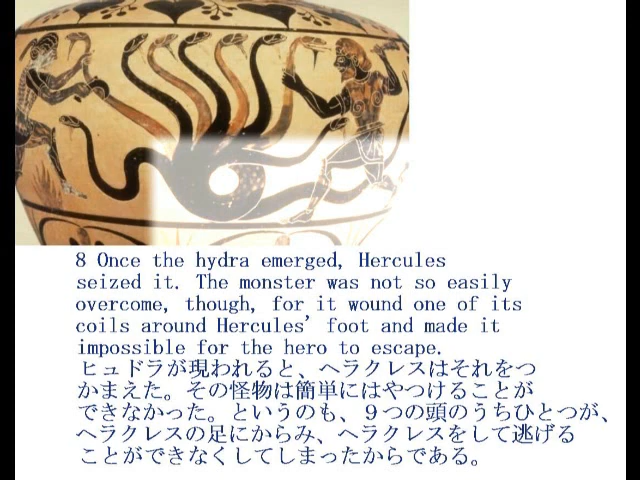 8 Once the hydra emerged, Hercules
seized it. The monster was not so easily
overcome, though, for it wound one of its
coils around Hercules' foot and made it
impossible for the hero to escape.
ヒュドラが現われると、ヘラクレスはそれをつ
かまえた。その怪物は簡単にはやつけることが
できなかった。というのも、９つの頭のうちひとつが、
ヘラクレスの足にからみ、ヘラクレスをして逃げる
ことができなくしてしまったからである。